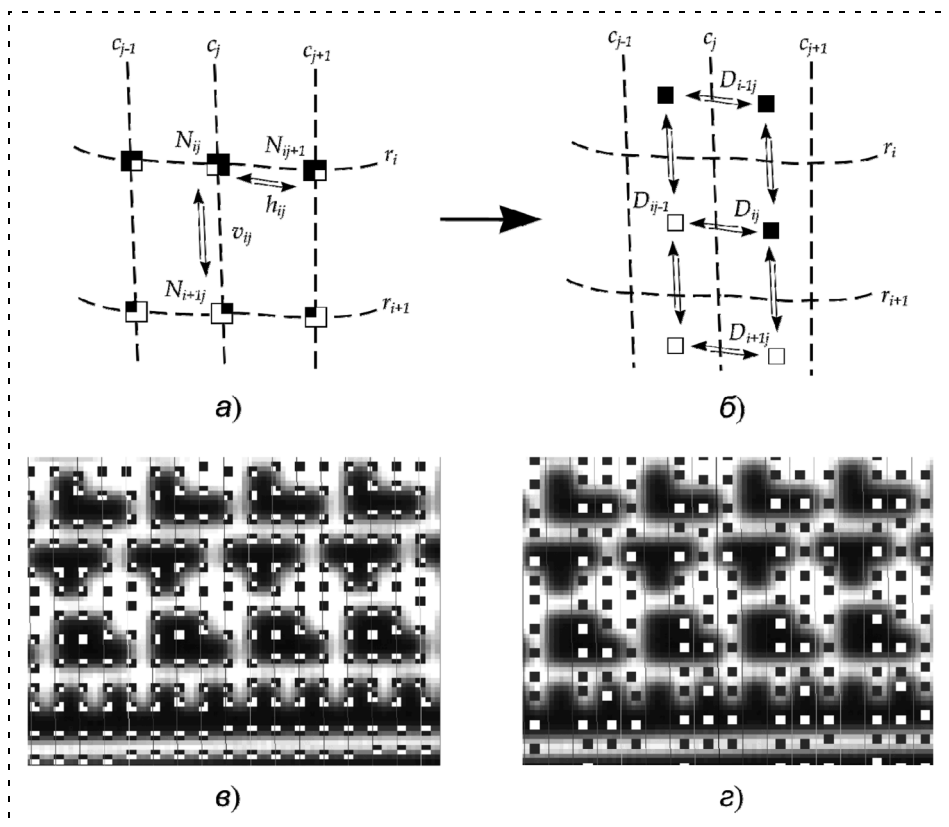 c_{j-1} c_j c_{j+1}
N_{ij} N_{ij+1} r_i
h_{ij}
v_{ij}
N_{i+1j} r_{i+1}
а)
c_{j-1} c_j c_{j+1}
D_{i-1j}
r_i
D_{ij-1} D_{ij}
r_{i+1}
D_{i+1j}
б)
в)
г)